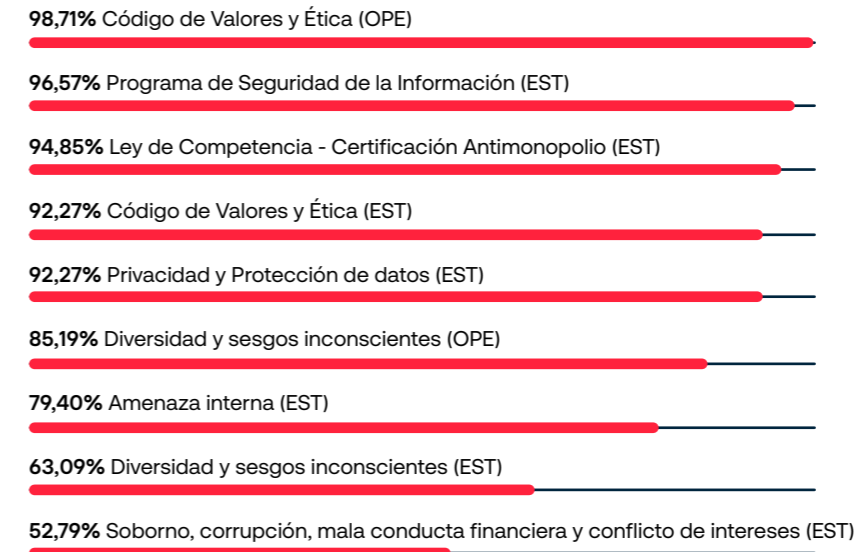 98,71% Código de Valores y Ética (OPE)
96,57% Programa de Seguridad de la Información (EST)
94,85% Ley de Competencia - Certificación Antimonopolio (EST)
92,27% Código de Valores y Ética (EST)
92,27% Privacidad y Protección de datos (EST)
85,19% Diversidad y sesgos inconscientes (OPE)
79,40% Amenaza interna (EST)
63,09% Diversidad y sesgos inconscientes (EST)
52,79% Soborno, corrupción, mala conducta financiera y conflicto de intereses (EST)